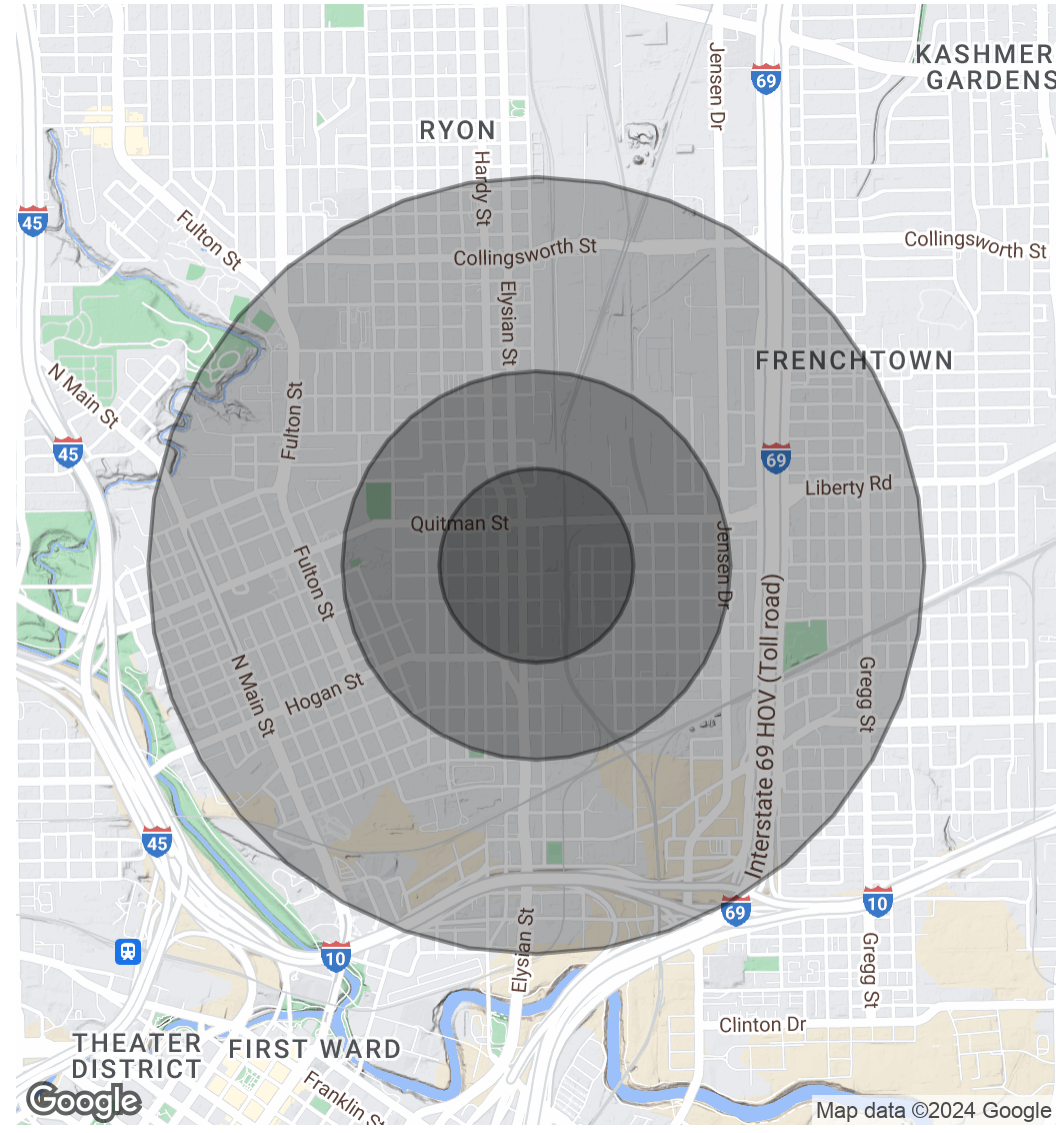 KASHMER
GARDENS
69
Jensen Dr
RYON
Hardy St
45
Fulton St
Collingsworth St
Collingsworth St
Elysian St
FRENCHTOWN
N Main St
Fulton St
45
69
Liberty Rd
Quitman St
Jensen Dr
Fulton St
Interstate 69 HOV (Toll road)
N Main St
Hogan St
Gregg St
45
69
10
Elysian St
10
Gregg St
Clinton Dr
THEATER
DISTRICT
FIRST WARD
Franklin St
Google
Map data ©2024 Google